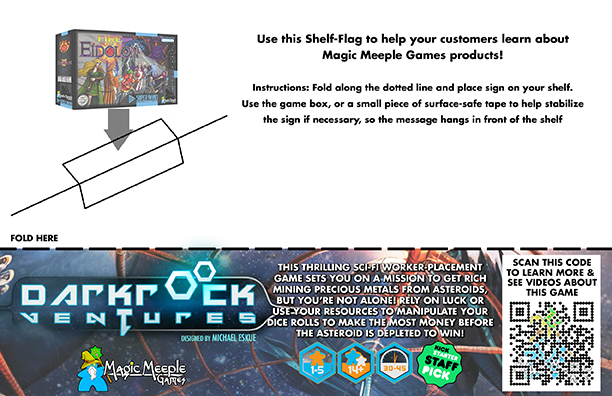 FIRE
EIDOLON
Use this Shelf-Flag to help your customers learn about
Magic Meeple Games products!
Instructions: Fold along the dotted line and place sign on your shelf.
Use the game box, or a small piece of surface-safe tape to help stabilize
the sign if necessary, so the message hangs in front of the shelf
FOLD HERE
DARKROCK
VENTURES
DESIGNED BY MICHAEL ESKUE
Magic Meeple
Games
THIS THRILLING SCI-FI WORKER-PLACEMENT
GAME SETS YOU ON A MISSION TO GET RICH
MINING PRECIOUS METALS FROM ASTEROIDS,
BUT YOU'RE NOT ALONE! RELY ON LUCK OR
USE YOUR RESOURCES TO MANIPULATE YOUR
DICE ROLLS TO MAKE THE MOST MONEY BEFORE
THE ASTEROID IS DEPLETED TO WIN!
1-5
14+
30-45
KICK
STARTER
STAFF
PICK
SCAN THIS CODE
TO LEARN MORE &
SEE VIDEOS ABOUT
THIS GAME